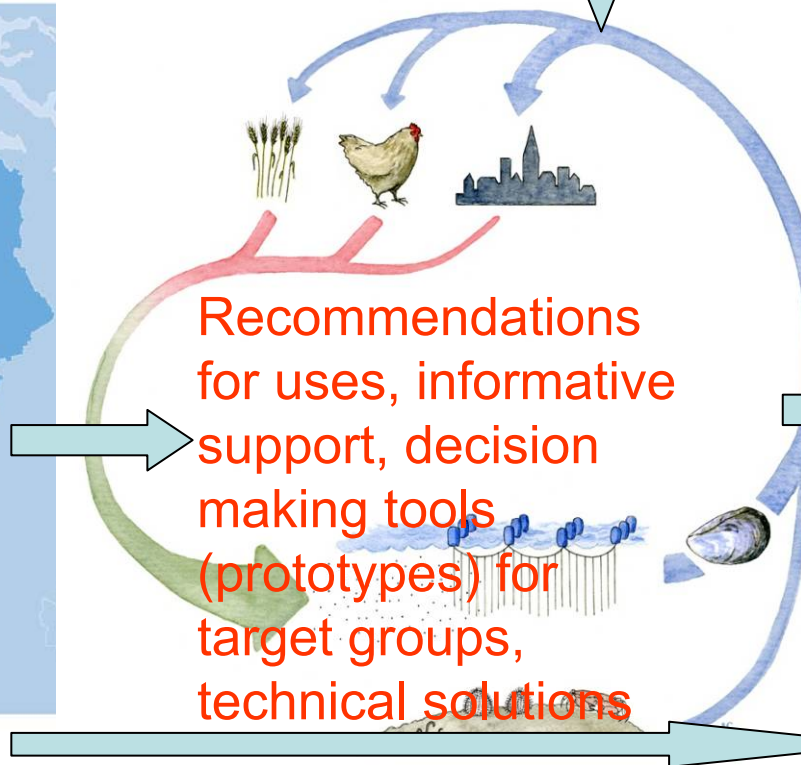 Recommendations
for uses, informative
support, decision
making tools
(prototypes) for
target groups,
technical solutions